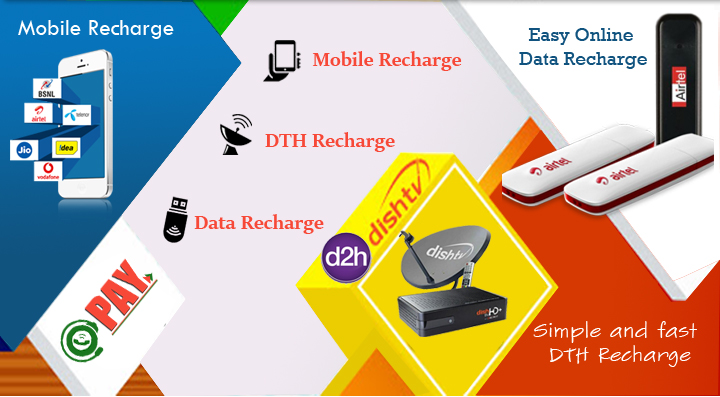 Mobile Recharge
BSNL
airtel
telenor
Jio
!dea
vodafone
Mobile Recharge
DTH Recharge
Data Recharge
Easy Online
Data Recharge
Airtel
airtel
airtel
dishtv
d2h
dishtv
PAY
Simple and fast
DTH Recharge